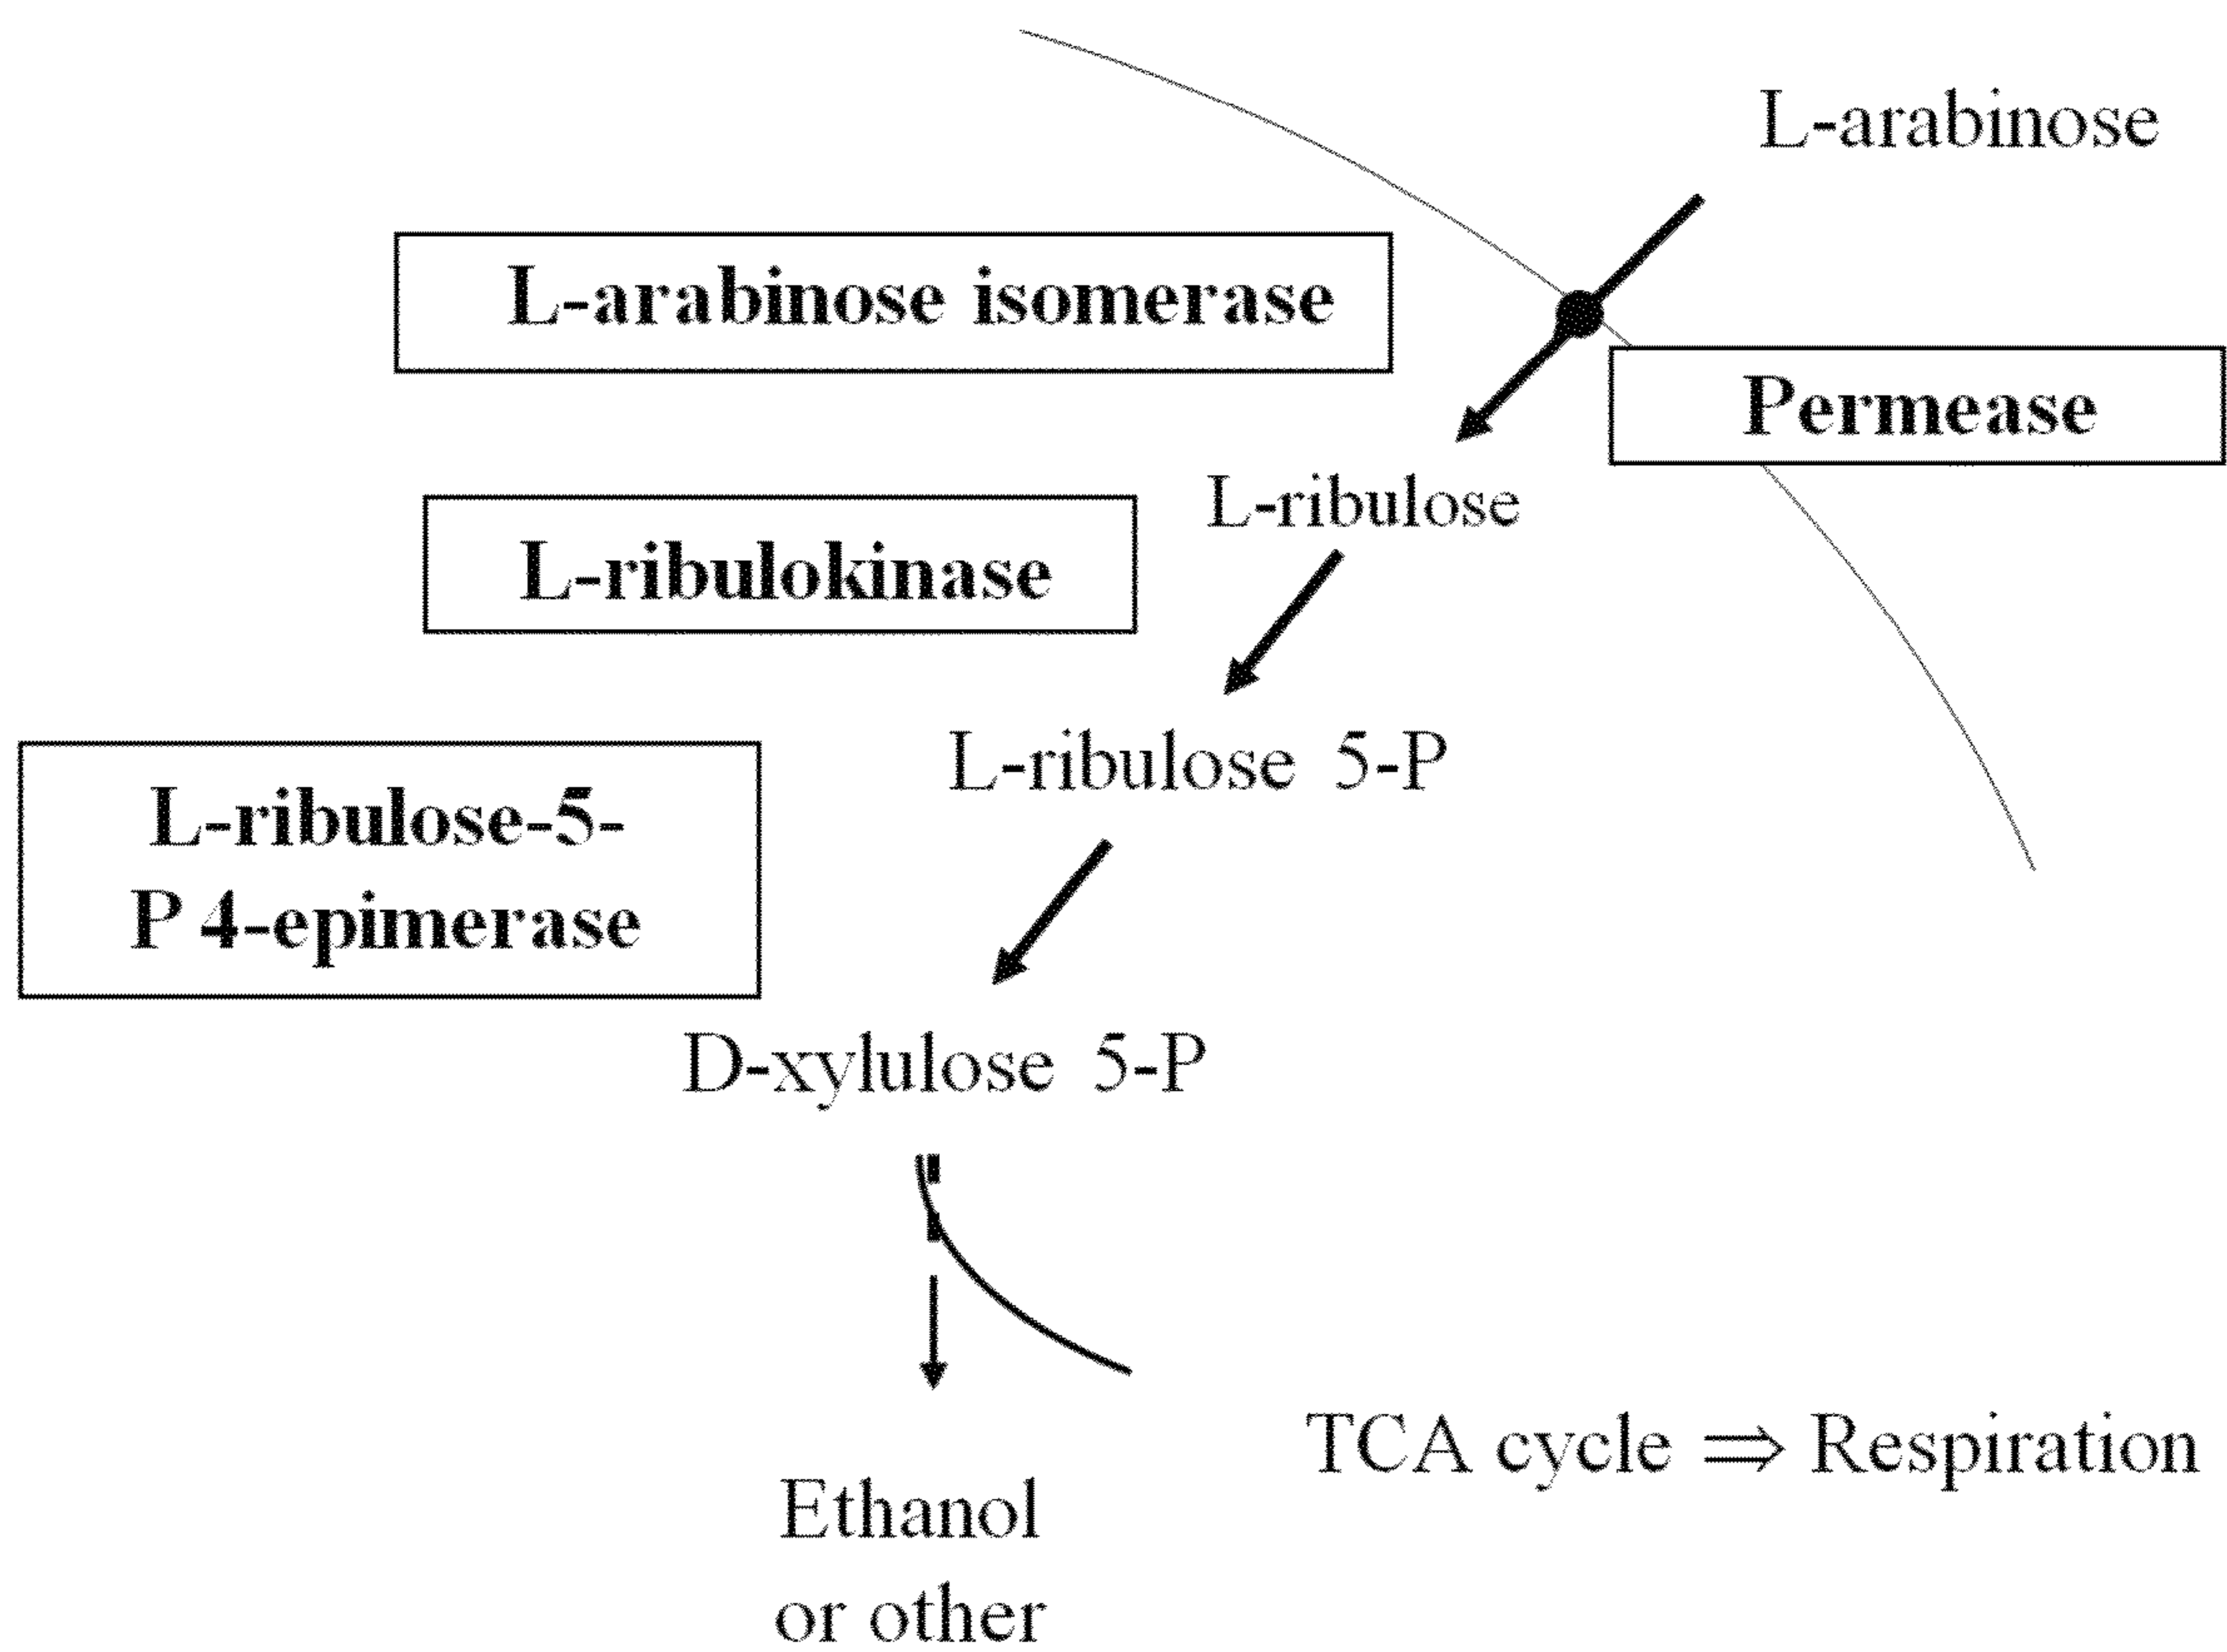 L-arabinose
L-arabinose isomerase
Permease
L-ribulose
L-ribulokinase
L-ribulose 5-P
L-ribulose-5-
P 4-epimerase
D-xylulose 5-P
TCA cycle ⇒ Respiration
Ethanol
or other